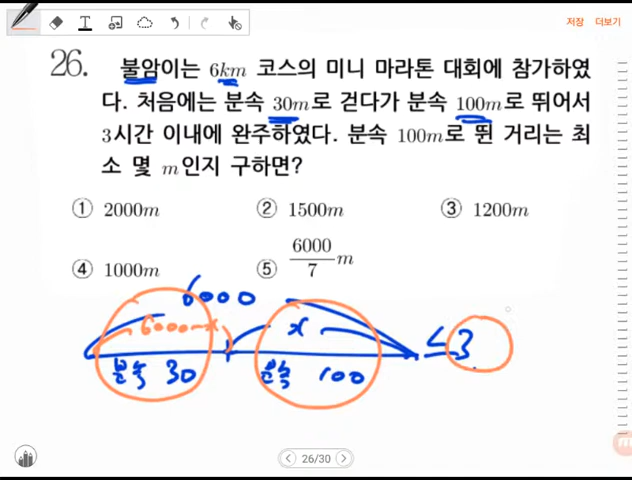 저장 더보기
26. 불암이는 6km 코스의 미니 마라톤 대회에 참가하였
다. 처음에는 분속 30m로 걷다가 분속 100m로 뛰어서
3시간 이내에 완주하였다. 분속 100m로 뛴 거리는 최
소 몇 m인지 구하면?
① 2000m ② 1500m ③ 1200m
④ 1000m ⑤ 6000/7 m
6000
6000-x x ≤3
분속 30 분속 100
26/30